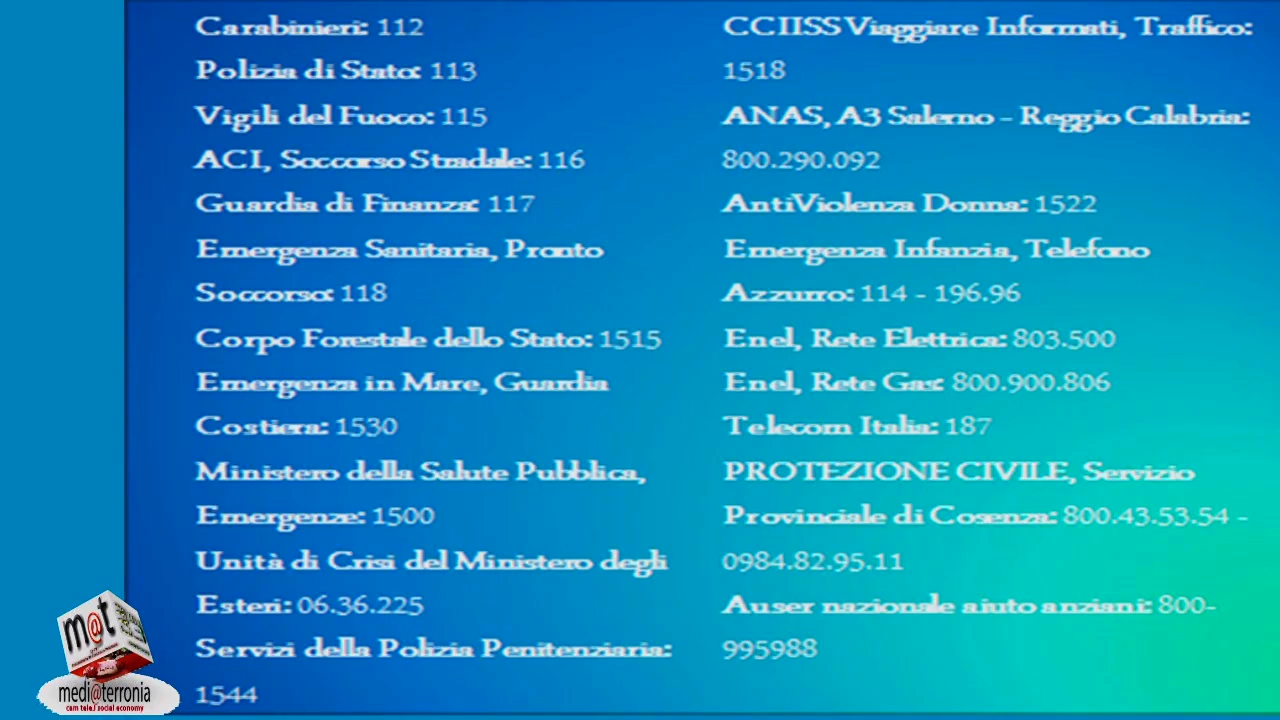 Carabinieri: 112
Polizia di Stato: 113
Vigili del Fuoco: 115
ACI, Soccorso Stradale: 116
Guardia di Finanza: 117
Emergenza Sanitaria, Pronto
Soccorso: 118
Corpo Forestale dello Stato: 1515
Emergenza in Mare, Guardia
Costiera: 1530
Ministero della Salute Pubblica,
Emergenze: 1500
Unità di Crisi del Ministero degli
Esteri: 06.36.225
Servizi della Polizia Penitenziaria:
1544
CCIISS Viaggiare Informati, Traffico:
1518
ANAS, A3 Salerno - Reggio Calabria:
800.290.092
AntiViolenza Donna: 1522
Emergenza Infanzia, Telefono
Azzurro: 114 - 196.96
Enel, Rete Elettrica: 803.500
Enel, Rete Gas: 800.900.806
Telecom Italia: 187
PROTEZIONE CIVILE, Servizio
Provinciale di Cosenza: 800.43.53.54 -
0984.82.95.11
Auser nazionale aiuto anziani: 800-
995988
m@t
medi@terronia
cam tele& social economy